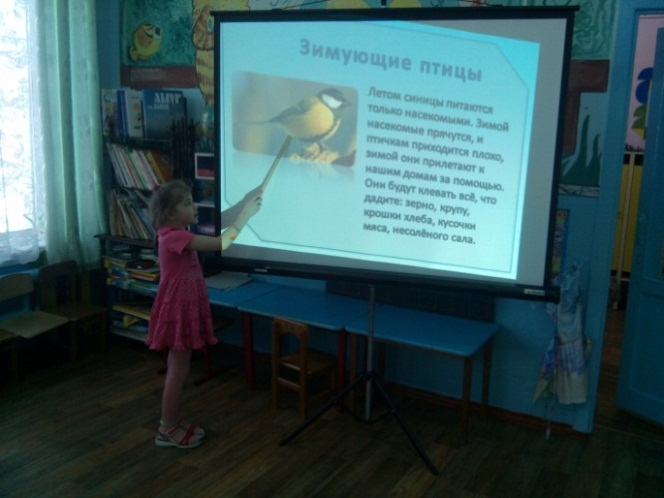 Зимующие птицы
Летом синицы питаются
только насекомыми. Зимой
насекомые прячутся, и
птичкам приходится плохо,
зимой они прилетают к
нашим домам за помощью.
Они будут клевать всё, что
дадите: зерно, крупу,
крошки хлеба, кусочки
мяса, несолёного сала.
АМУР